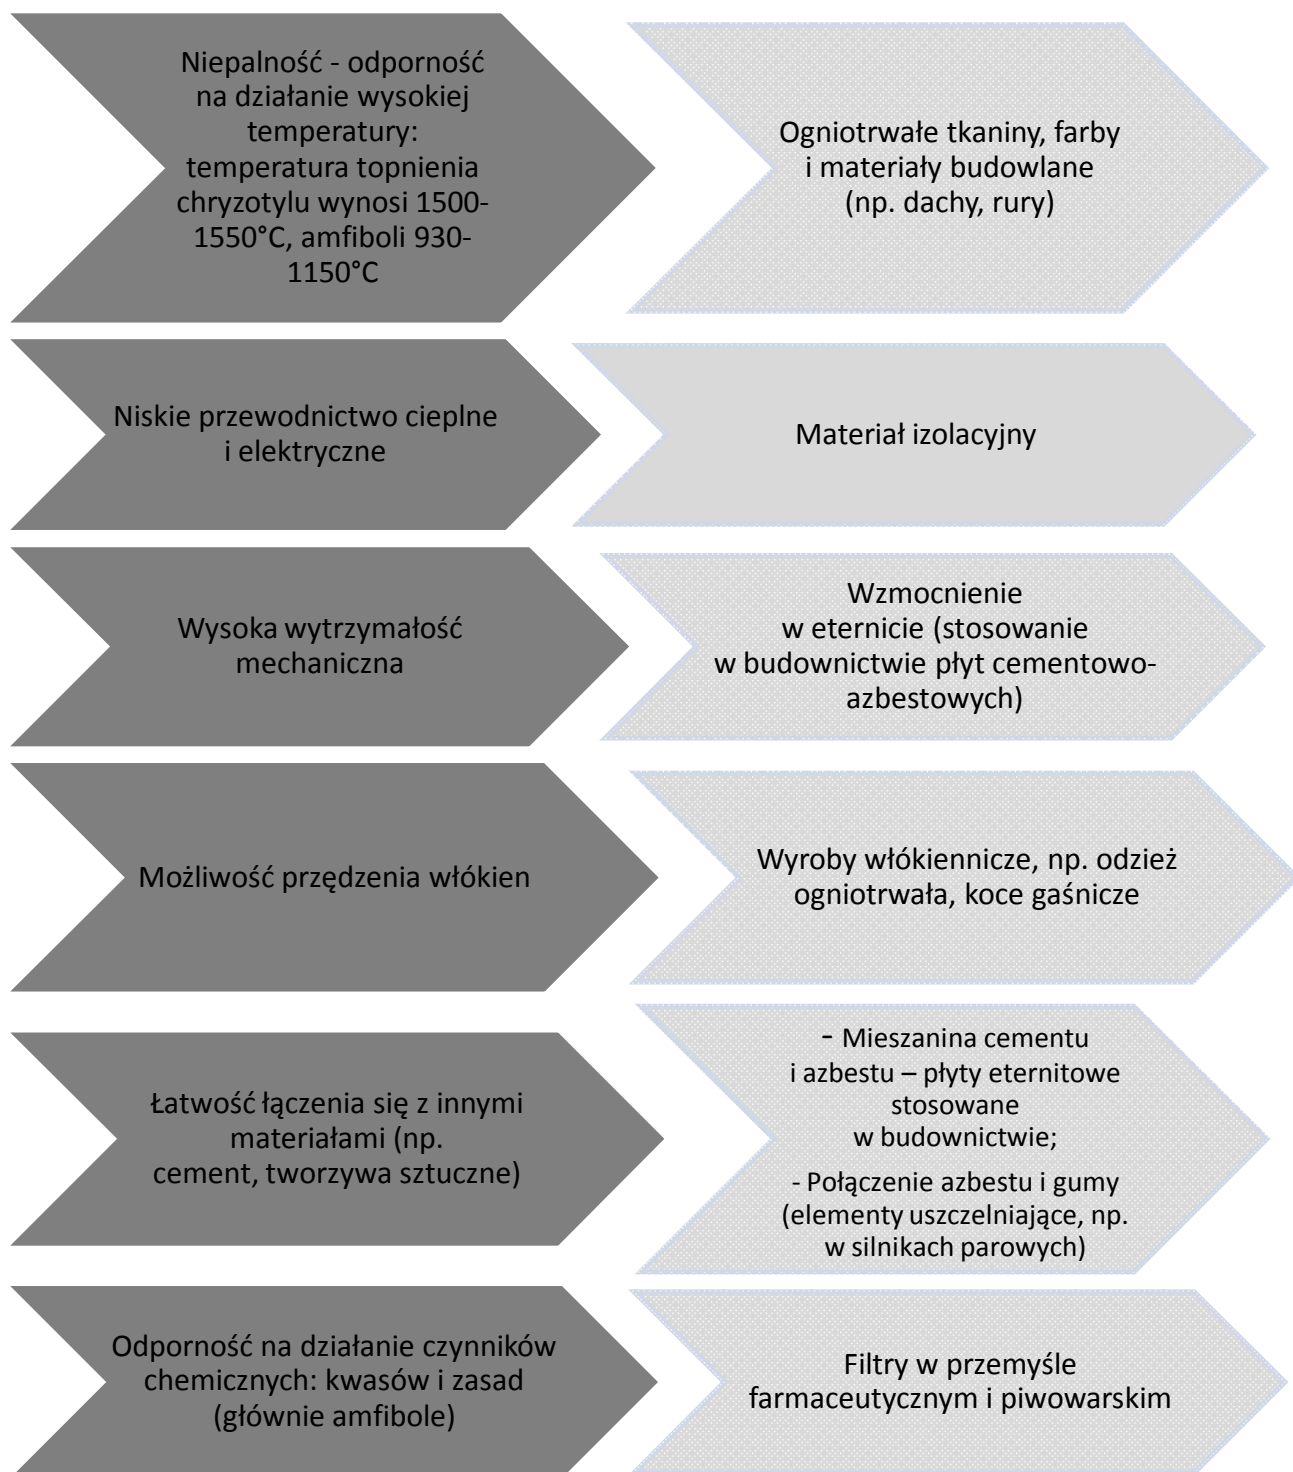 Niepalność - odporność
na działanie wysokiej
temperatury:
temperatura topnienia
chryzotylu wynosi 1500-
1550°C, amfiboli 930-
1150°C
Ogniotrwałe tkaniny, farby
i materiały budowlane
(np. dachy, rury)
Niskie przewodnictwo cieplne
i elektryczne
Materiał izolacyjny
Wysoka wytrzymałość
mechaniczna
Wzmocnienie
w eternicie (stosowanie
w budownictwie płyt cementowo-
azbestowych)
Możliwość przędzenia włókien
Wyroby włókiennicze, np. odzież
ogniotrwała, koce gaśnicze
Łatwość łączenia się z innymi
materiałami (np.
cement, tworzywa sztuczne)
- Mieszanina cementu
i azbestu – płyty eternitowe
stosowane
w budownictwie;
- Połączenie azbestu i gumy
(elementy uszczelniające, np.
w silnikach parowych)
Odporność na działanie czynników
chemicznych: kwasów i zasad
(głównie amfibole)
Filtry w przemyśle
farmaceutycznym i piwowarskim